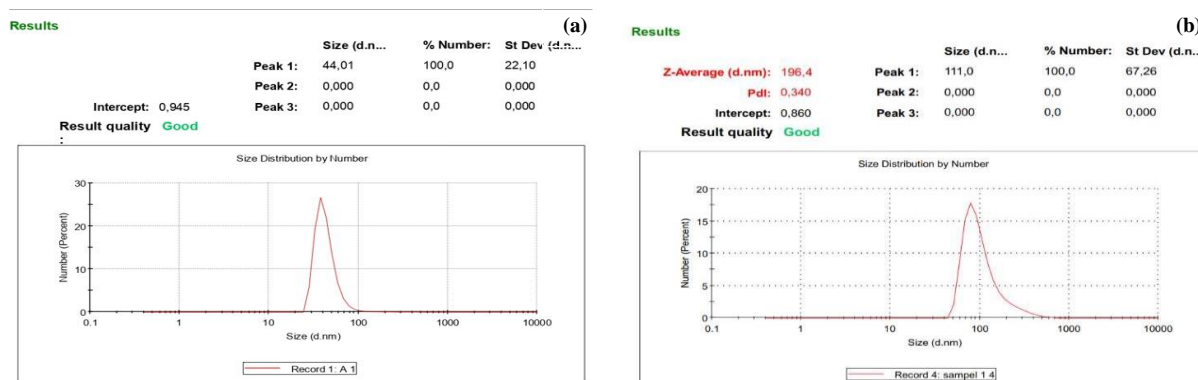 (a)
Results
Size (d.n... % Number: St Dev (d.n...
Peak 1: 44,01 100,0 22,10
Peak 2: 0,000 0,0 0,000
Intercept: 0,945 Peak 3: 0,000 0,0 0,000
Result quality Good
:
Size Distribution by Number
Number (Percent)
30
20
10
0
0.1 1 10 100 1000 10000
Size (d.nm)
Record 1: A 1
(b)
Results
Size (d.n... % Number: St Dev (d.n...
Z-Average (d.nm): 196,4 Peak 1: 111,0 100,0 67,26
PdI: 0,340 Peak 2: 0,000 0,0 0,000
Intercept: 0,860 Peak 3: 0,000 0,0 0,000
Result quality Good
Size Distribution by Number
Number (Percent)
20
15
10
5
0
0.1 1 10 100 1000 10000
Size (d.nm)
Record 4: sampel 1 4